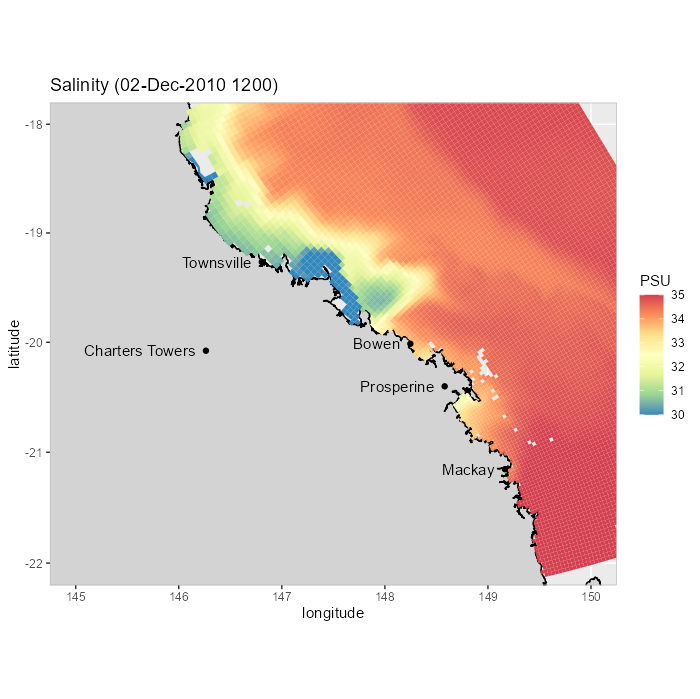 Salinity (02-Dec-2010 1200)
-18
-19
-20
-21
-22
latitude
Townsville
Charters Towers
Bowen
Prosperine
Mackay
145
146
147
148
149
150
longitude
PSU
35
34
33
32
31
30